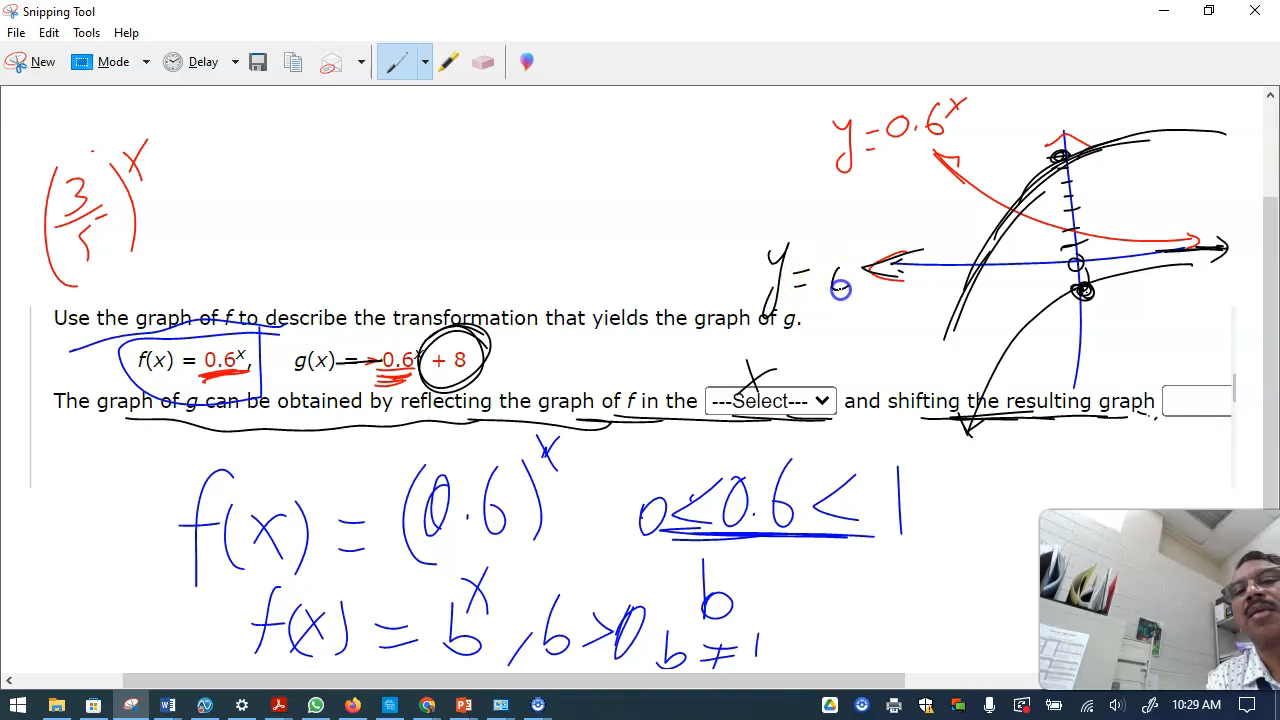 Snipping Tool
File Edit Tools Help
New Mode Delay
y = 0.6^x
(3/5)^x
y = 6
Use the graph of f to describe the transformation that yields the graph of g.
f(x) = 0.6^x, g(x) = -0.6^x + 8
x
The graph of g can be obtained by reflecting the graph of f in the ---Select--- and shifting the resulting graph
f(x) = (0.6)^x 0 ≤ 0.6 < 1
b
f(x) = b^x, b > 0 b ≠ 1
10:29 AM